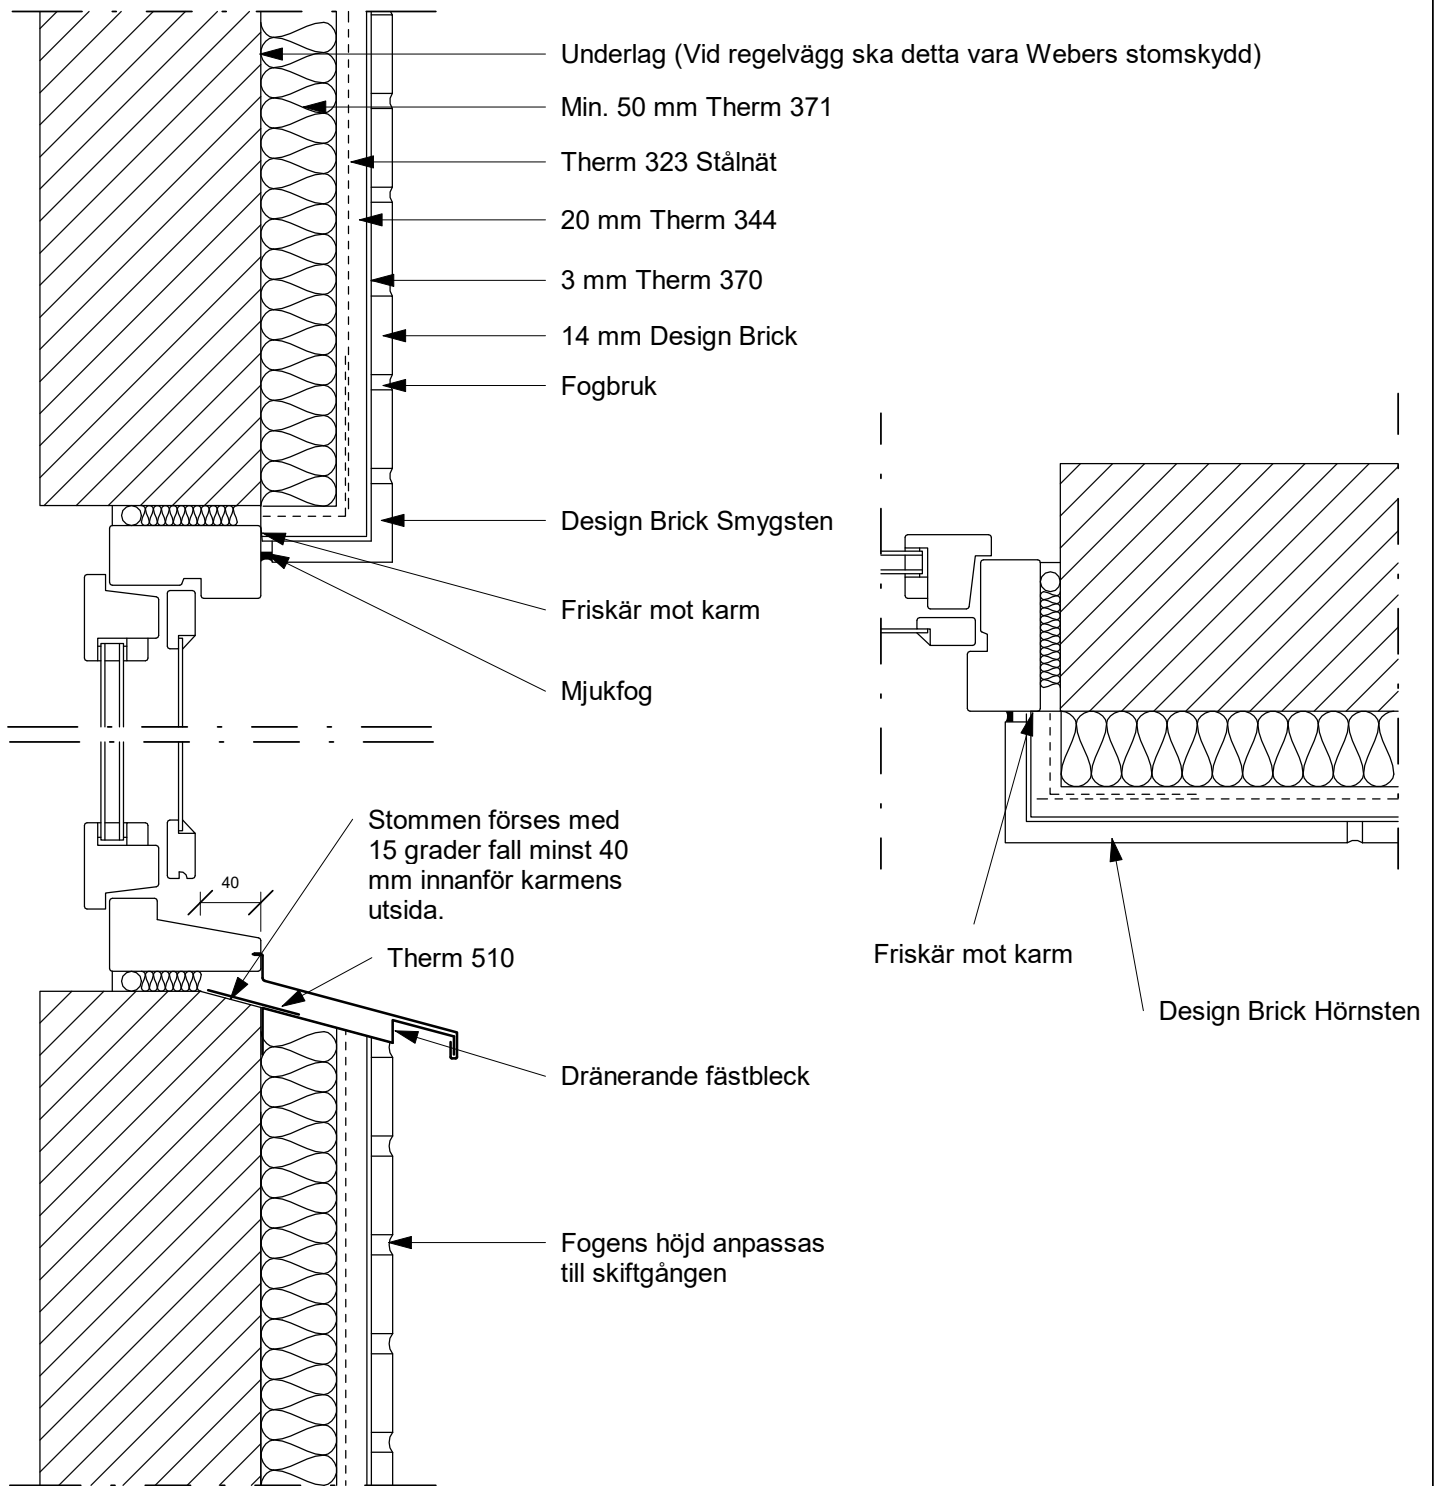 Underlag (Vid regelvägg ska detta vara Webers stomskydd)
Min. 50 mm Therm 371
Therm 323 Stålnät
20 mm Therm 344
3 mm Therm 370
14 mm Design Brick
Fogbruk
Design Brick Smygsten
Friskär mot karm
Mjukfog
Stommen förses med
15 grader fall minst 40
mm innanför karmens
utsida.
40
Therm 510
Dränerande fästbleck
Fogens höjd anpassas
till skiftgången
Friskär mot karm
Design Brick Hörnsten